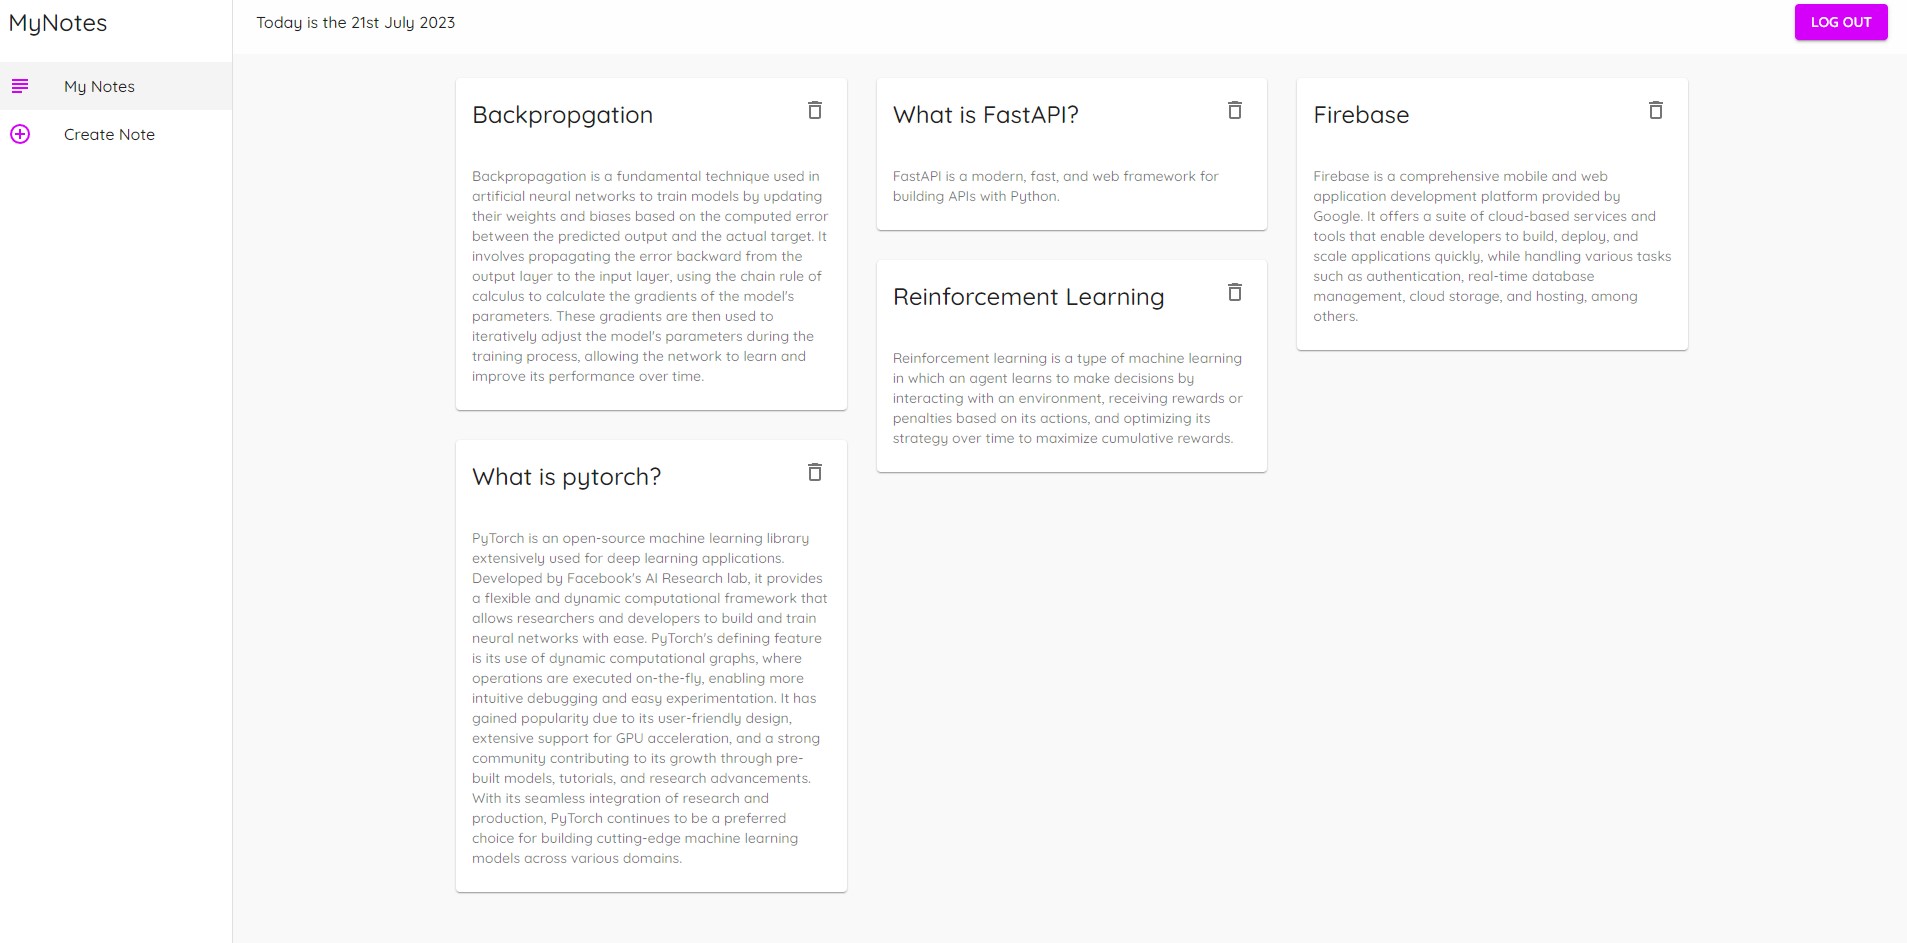 MyNotes
Today is the 21st July 2023
LOG OUT
My Notes
Create Note
Backpropgation
Backpropagation is a fundamental technique used in
artificial neural networks to train models by updating
their weights and biases based on the computed error
between the predicted output and the actual target. It
involves propagating the error backward from the
output layer to the input layer, using the chain rule of
calculus to calculate the gradients of the model's
parameters. These gradients are then used to
iteratively adjust the model's parameters during the
training process, allowing the network to learn and
improve its performance over time.
What is pytorch?
PyTorch is an open-source machine learning library
extensively used for deep learning applications.
Developed by Facebook's AI Research lab, it provides
a flexible and dynamic computational framework that
allows researchers and developers to build and train
neural networks with ease. PyTorch's defining feature
is its use of dynamic computational graphs, where
operations are executed on-the-fly, enabling more
intuitive debugging and easy experimentation. It has
gained popularity due to its user-friendly design,
extensive support for GPU acceleration, and a strong
community contributing to its growth through pre-
built models, tutorials, and research advancements.
With its seamless integration of research and
production, PyTorch continues to be a preferred
choice for building cutting-edge machine learning
models across various domains.
What is FastAPI?
FastAPI is a modern, fast, and web framework for
building APIs with Python.
Reinforcement Learning
Reinforcement learning is a type of machine learning
in which an agent learns to make decisions by
interacting with an environment, receiving rewards or
penalties based on its actions, and optimizing its
strategy over time to maximize cumulative rewards.
Firebase
Firebase is a comprehensive mobile and web
application development platform provided by
Google. It offers a suite of cloud-based services and
tools that enable developers to build, deploy, and
scale applications quickly, while handling various tasks
such as authentication, real-time database
management, cloud storage, and hosting, among
others.